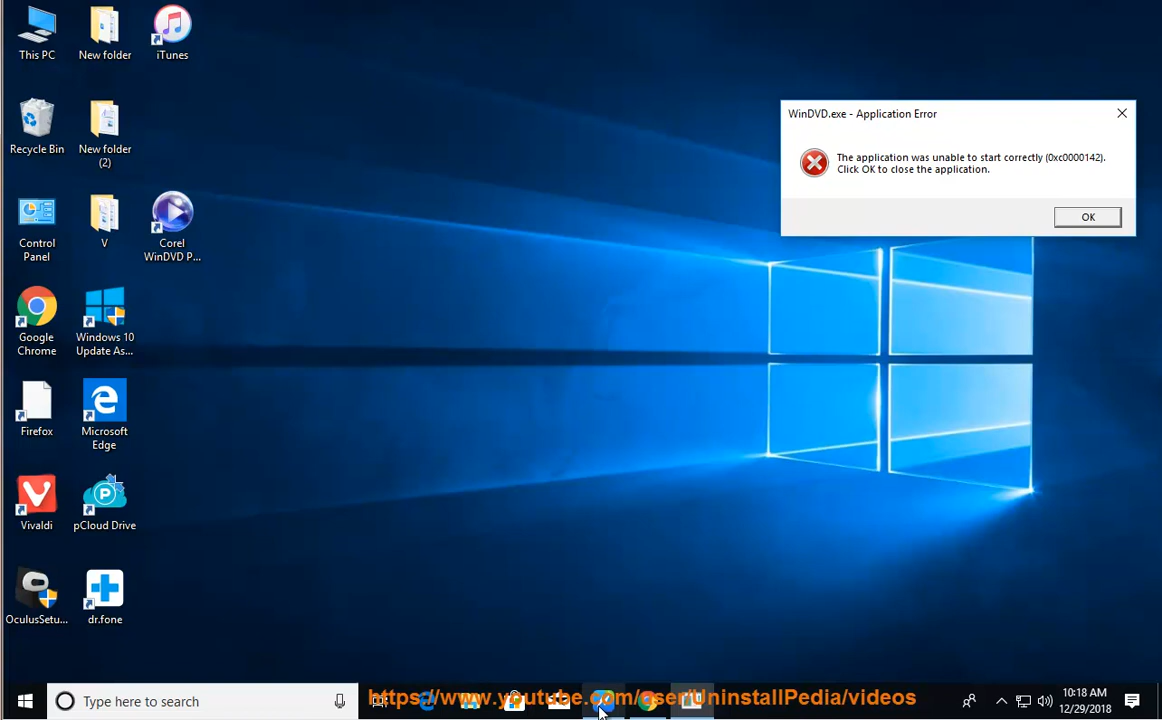 This PC
New folder
iTunes
Recycle Bin
New folder
(2)
Control
Panel
V
Corel
WinDVD P...
Google
Chrome
Windows 10
Update As...
Firefox
Microsoft
Edge
Vivaldi
pCloud Drive
OculusSetu...
dr.fone
WinDVD.exe - Application Error
The application was unable to start correctly (0xc0000142).
Click OK to close the application.
OK
Type here to search
https://www.youtube.com/user/UninstallPedia/videos
10:18 AM
12/29/2018